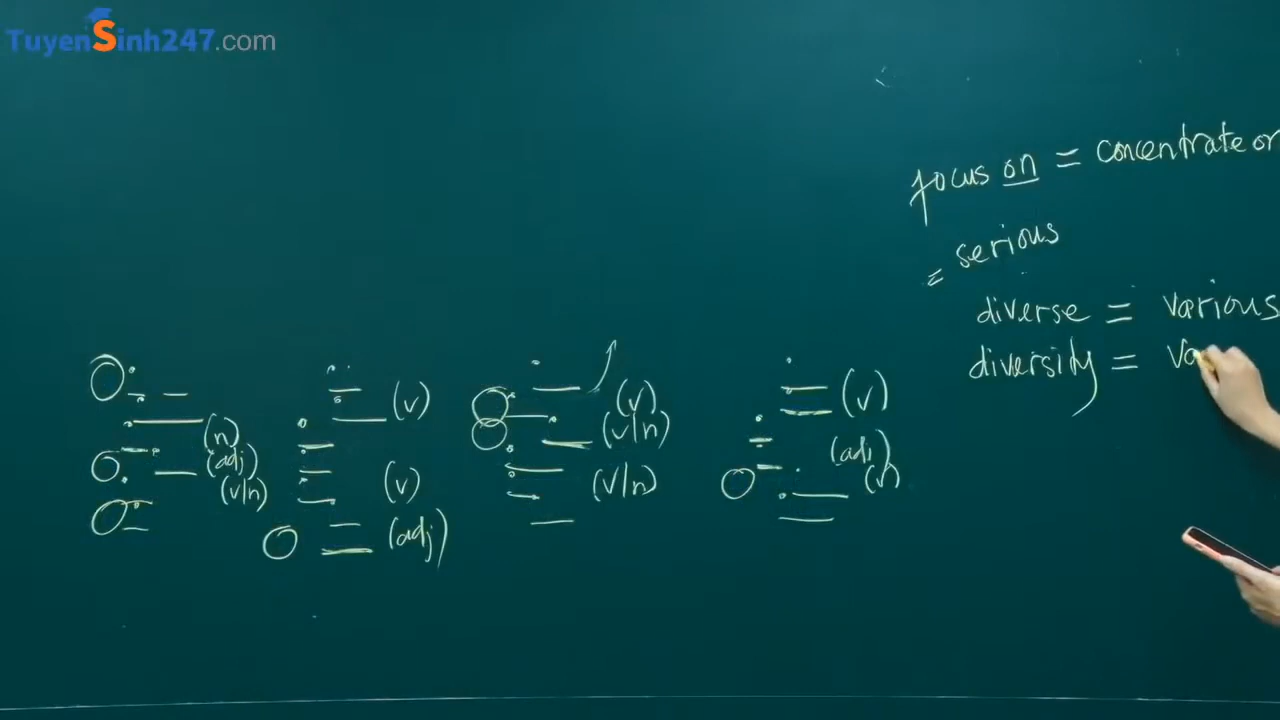 TuyenSinh247.com
focus on = concentrate on
= serious
diverse = various
diversity = va
(v)
(v)
(v)
(n)
(v/n)
(adj)
(adj)
(v/n)
(v)
(v/n)
(v)
(adj)